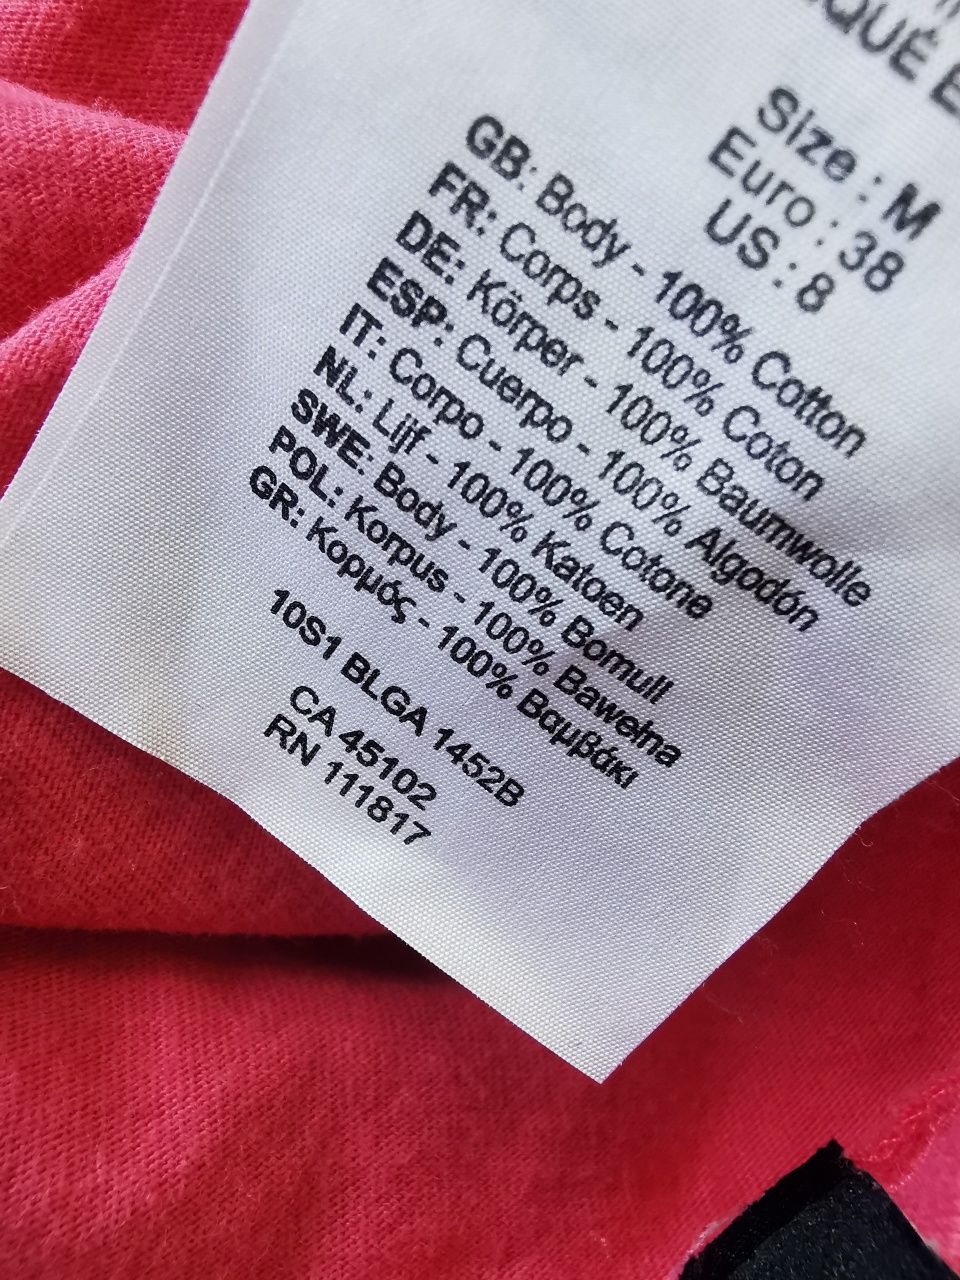 QUÉ E
Size : M
Euro : 38
US : 8
GB: Body - 100% Cotton
FR: Corps - 100% Coton
DE: Körper - 100% Baumwolle
ESP: Cuerpo - 100% Algodón
IT: Corpo - 100% Cotone
NL: Lijf - 100% Katoen
SWE: Body - 100% Bomull
POL: Korpus - 100% Bawełna
GR: Κορμός - 100% Βαμβάκι
10S1 BLGA 1452B
CA 45102
RN 111817